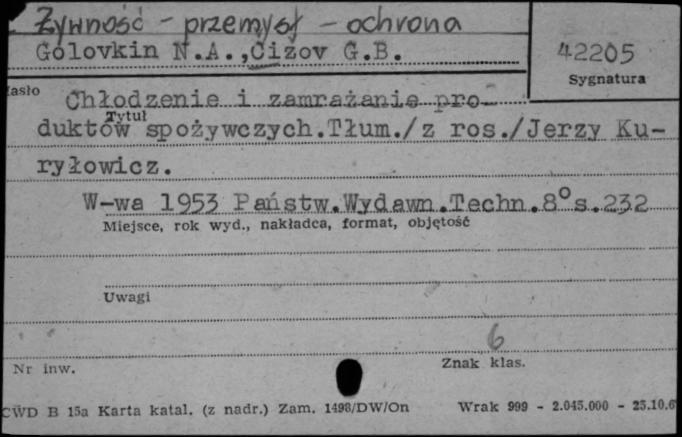 Żywność - przemysł - ochrona
Golovkin N.A.,Čižov G.B.
42205
Sygnatura
asło
Chłodzenie i zamrażanie pro-
Tytuł
duktów spożywczych.Tłum./z ros./Jerzy Ku-
ryłowicz.
W-wa 1953 Państw.Wydawn.Techn.8° s.232
Miejsce, rok wyd., nakładca, format, objętość
Uwagi
6
Nr inw.
Znak klas.
CWD B 15a Karta katal. (z nadr.) Zam. 1498/DW/On
Wrak 999 - 2.045.000 - 25.10.6